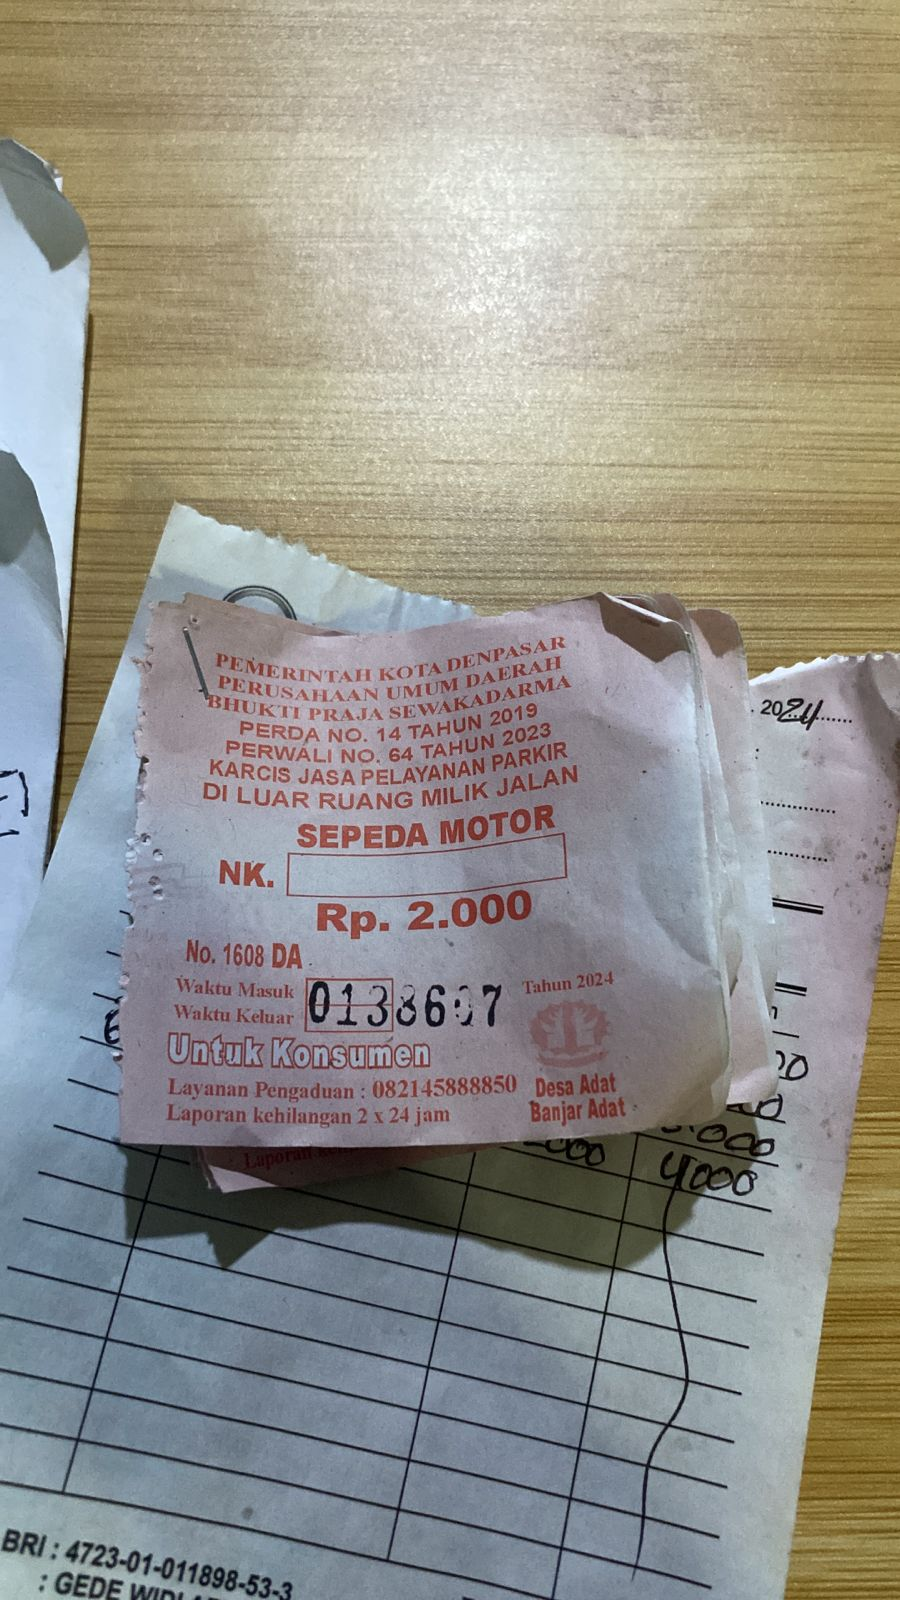 PEMERINTAH KOTA DENPASAR
PERUSAHAAN UMUM DAERAH
BHUKTI PRAJA SEWAKADARMA
PERDA NO. 14 TAHUN 2019
PERWALI NO. 64 TAHUN 2023
KARCIS JASA PELAYANAN PARKIR
DI LUAR RUANG MILIK JALAN
SEPEDA MOTOR
NK.
Rp. 2.000
No. 1608 DA
Waktu Masuk
Waktu Keluar
0138607
Tahun 2024
Untuk Konsumen
Layanan Pengaduan : 082145888850
Laporan kehilangan 2 x 24 jam
Desa Adat
Banjar Adat
Laporan
2024
4000
BRI : 4723-01-011898-53-3
: GEDE